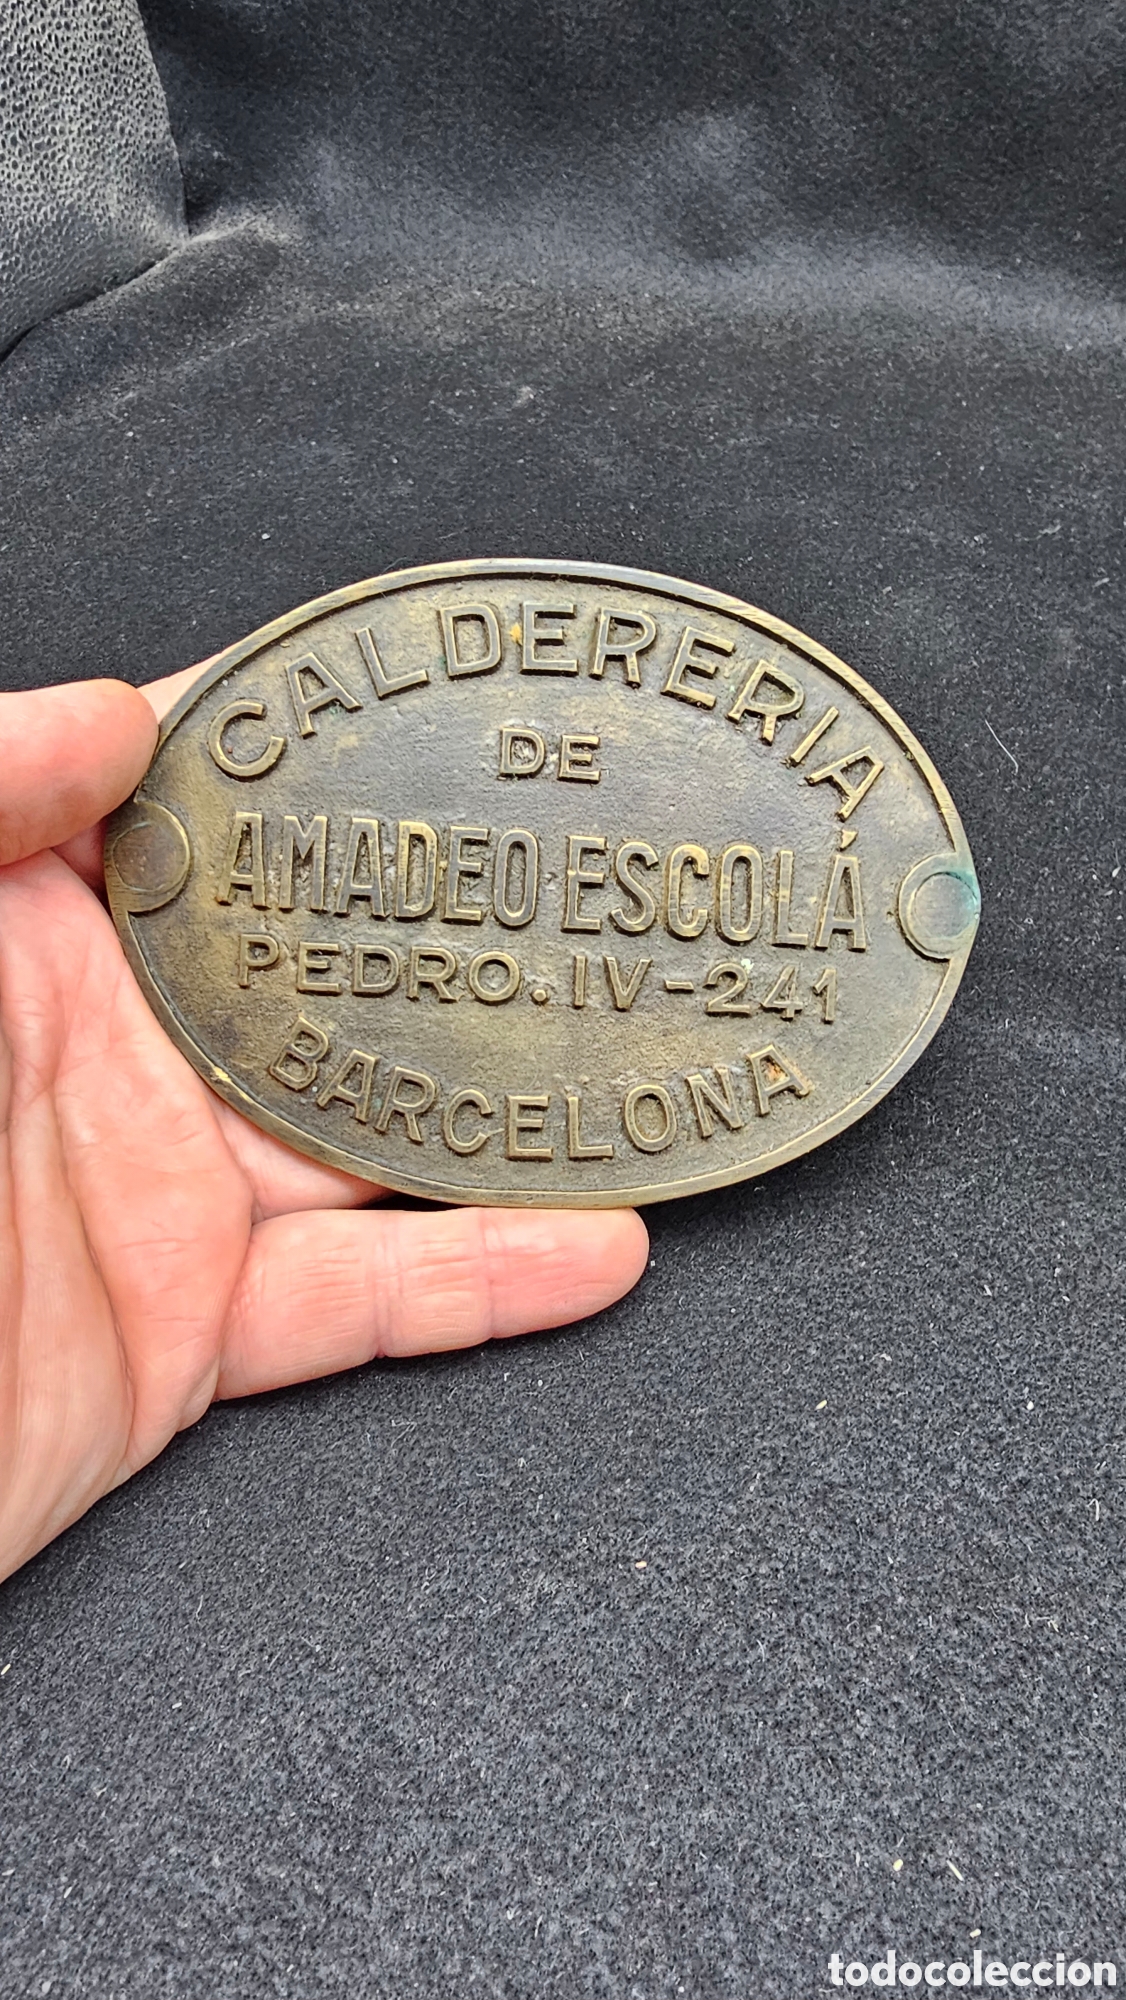 CALDERERIA
DE
AMADEO ESCOLÁ
PEDRO. IV-241
BARCELONA
todocoleccion